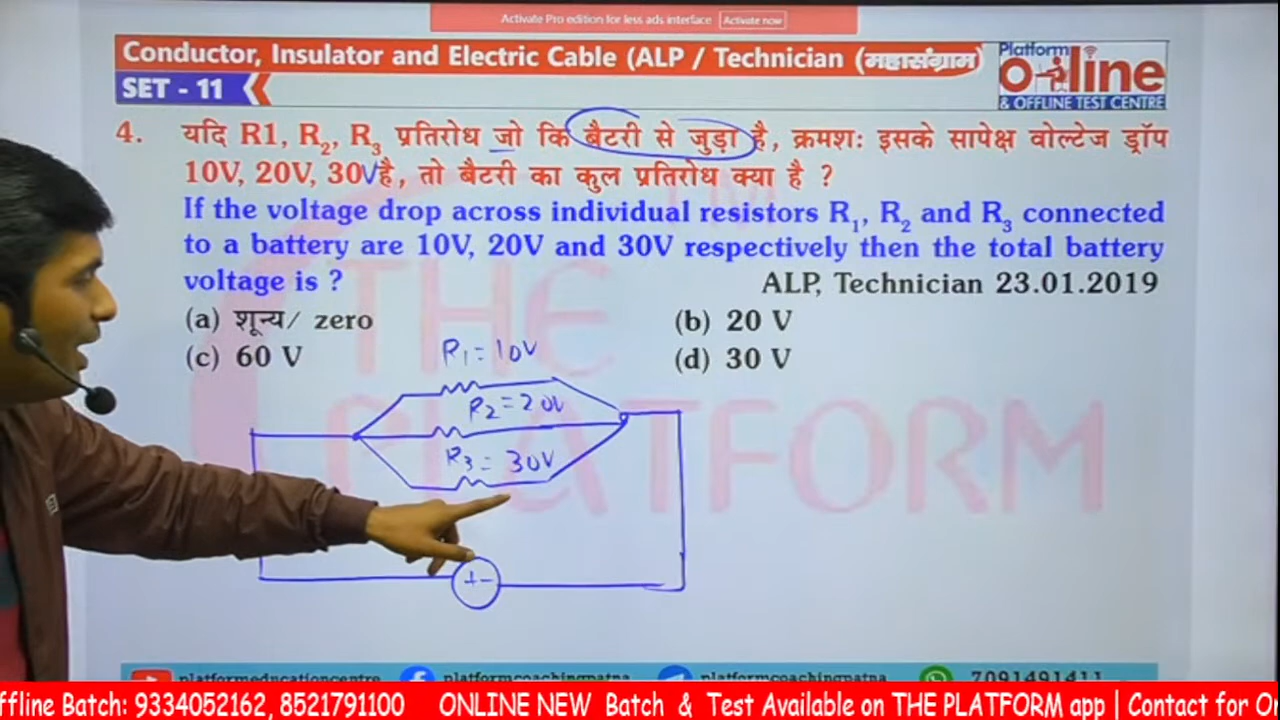 Activate Pro edition for less ads interface Activate now
Conductor, Insulator and Electric Cable (ALP / Technician (महासंग्राम)
Platform
online
& OFFLINE TEST CENTRE
SET - 11
4. यदि R1, R₂, R₃ प्रतिरोध जो कि बैटरी से जुड़ा है, क्रमशः इसके सापेक्ष वोल्टेज ड्रॉप
10V, 20V, 30V है, तो बैटरी का कुल प्रतिरोध क्या है ?
If the voltage drop across individual resistors R₁, R₂ and R₃ connected
to a battery are 10V, 20V and 30V respectively then the total battery
voltage is ?
ALP, Technician 23.01.2019
(a) शून्य/ zero
(b) 20 V
(c) 60 V
(d) 30 V
R₁ = 10V
R₂ = 20V
R₃ = 30V
+ -
THE
PLATFORM
platformeducationcentre
platformcoachingpatna
platformcoachingpatna
7091491411
ffline Batch: 9334052162, 8521791100 ONLINE NEW Batch & Test Available on THE PLATFORM app | Contact for O